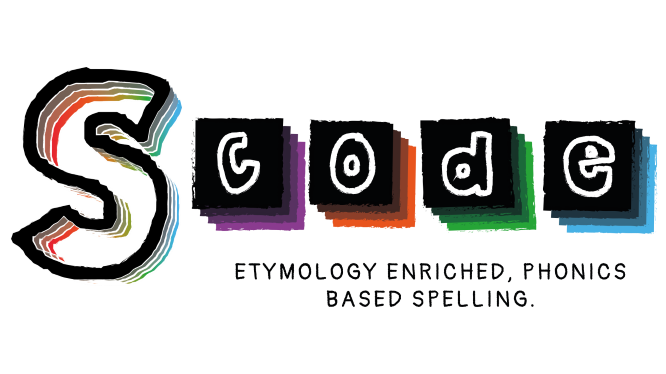 Scode
ETYMOLOGY ENRICHED, PHONICS
BASED SPELLING.